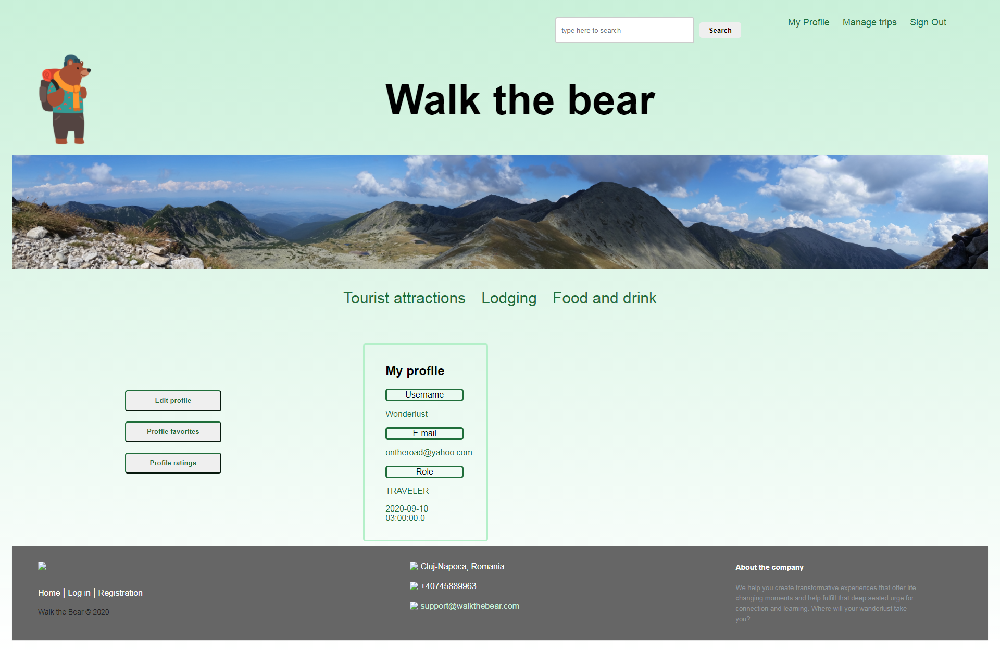 type here to search
Search
My Profile
Manage trips
Sign Out
Walk the bear
Tourist attractions
Lodging
Food and drink
Edit profile
Profile favorites
Profile ratings
My profile
Username
Wonderlust
E-mail
ontheroad@yahoo.com
Role
TRAVELER
2020-09-10
03:00:00.0
Home | Log in | Registration
Walk the Bear © 2020
Cluj-Napoca, Romania
+40745889963
support@walkthebear.com
About the company
We help you create transformative experiences that offer life
changing moments and help fulfill that deep seated urge for
connection and learning. Where will your wanderlust take
you?